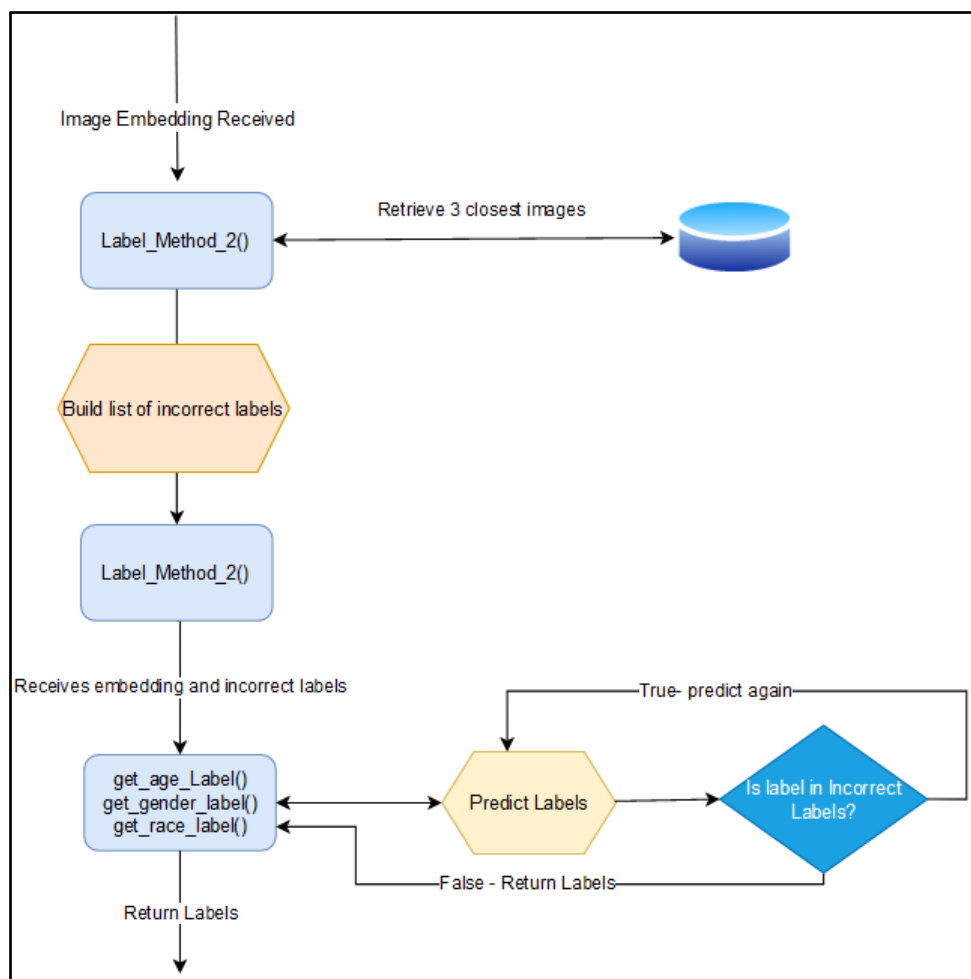 Image Embedding Received
Retrieve 3 closest images
Label_Method_2()
Build list of incorrect labels
Label_Method_2()
Receives embedding and incorrect labels
True- predict again
get_age_Label()
get_gender_label()
get_race_label()
Predict Labels
Is label in Incorrect
Labels?
False - Return Labels
Return Labels